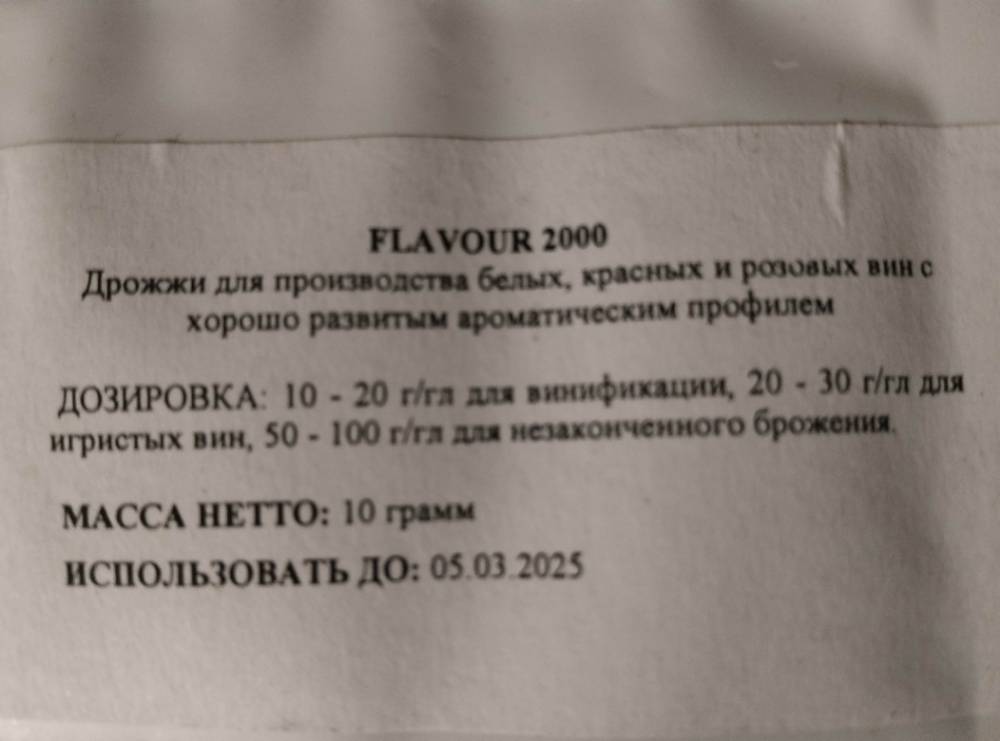 FLAVOUR 2000
Дрожжи для производства белых, красных и розовых вин с
хорошо развитым ароматическим профилем
ДОЗИРОВКА: 10 - 20 г/гл для винификации, 20 - 30 г/гл для
игристых вин, 50 - 100 г/гл для незаконченного брожения.
МАССА НЕТТО: 10 грамм
ИСПОЛЬЗОВАТЬ ДО: 05.03.2025